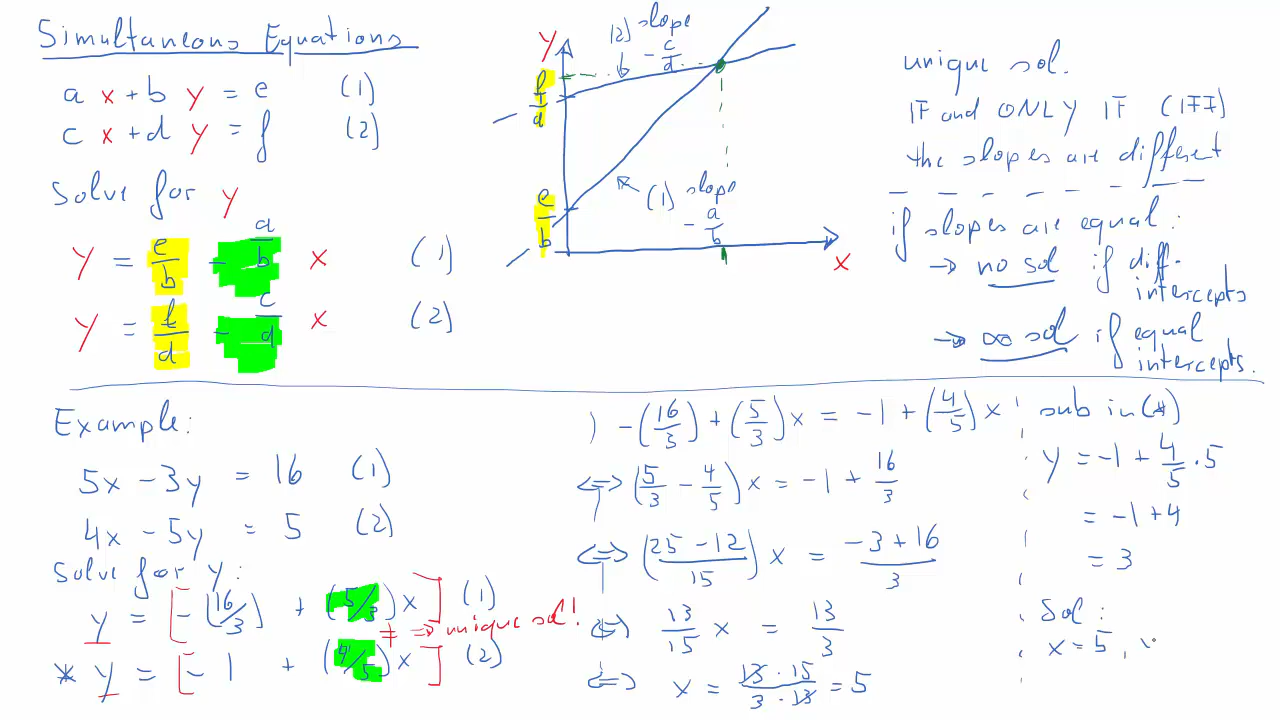 Simultaneous Equations
a x + b y = e (1)
c x + d y = f (2)
Solve for y
y = e/b - a/b x (1)
y = f/d - c/d x (2)
y
f/d
e/b
(2) slope
- c/d
(1) slope
- a/b
x
unique sol.
IF and ONLY IF (IFF)
the slopes are different
if slopes are equal:
→ no sol if diff.
intercepts
→ ∞ sol if equal
intercepts.
Example:
5x - 3y = 16 (1)
4x - 5y = 5 (2)
Solve for y:
y = [- (16/3) + (5/3)x] (1)
≠ ⇒ unique sol!
* y = [- 1 + (4/5)x] (2)
) -(16/3) + (5/3)x = -1 + (4/5)x
⇔ (5/3 - 4/5)x = -1 + 16/3
⇔ (25 - 12/15) x = -3 + 16/3
⇔ 13/15 x = 13/3
⇔ x = 13 · 15/3 · 13 = 5
sub in (*)
y = -1 + 4/5 · 5
= -1 + 4
= 3
Sol:
x = 5,